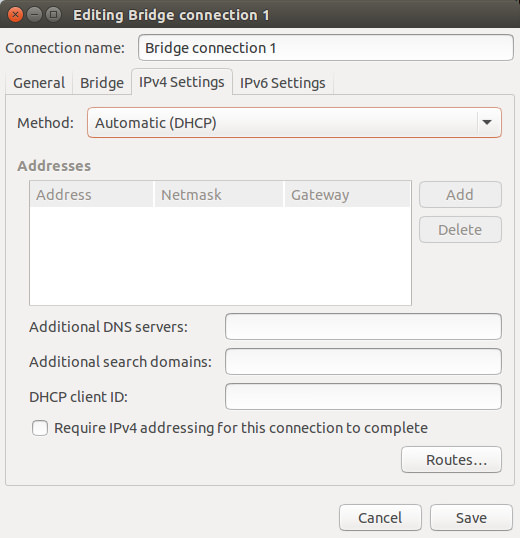 Editing Bridge connection 1
Connection name: Bridge connection 1
General Bridge IPv4 Settings IPv6 Settings
Method: Automatic (DHCP)
Addresses
Address Netmask Gateway Add
Delete
Additional DNS servers:
Additional search domains:
DHCP client ID:
Require IPv4 addressing for this connection to complete
Routes…
Cancel Save